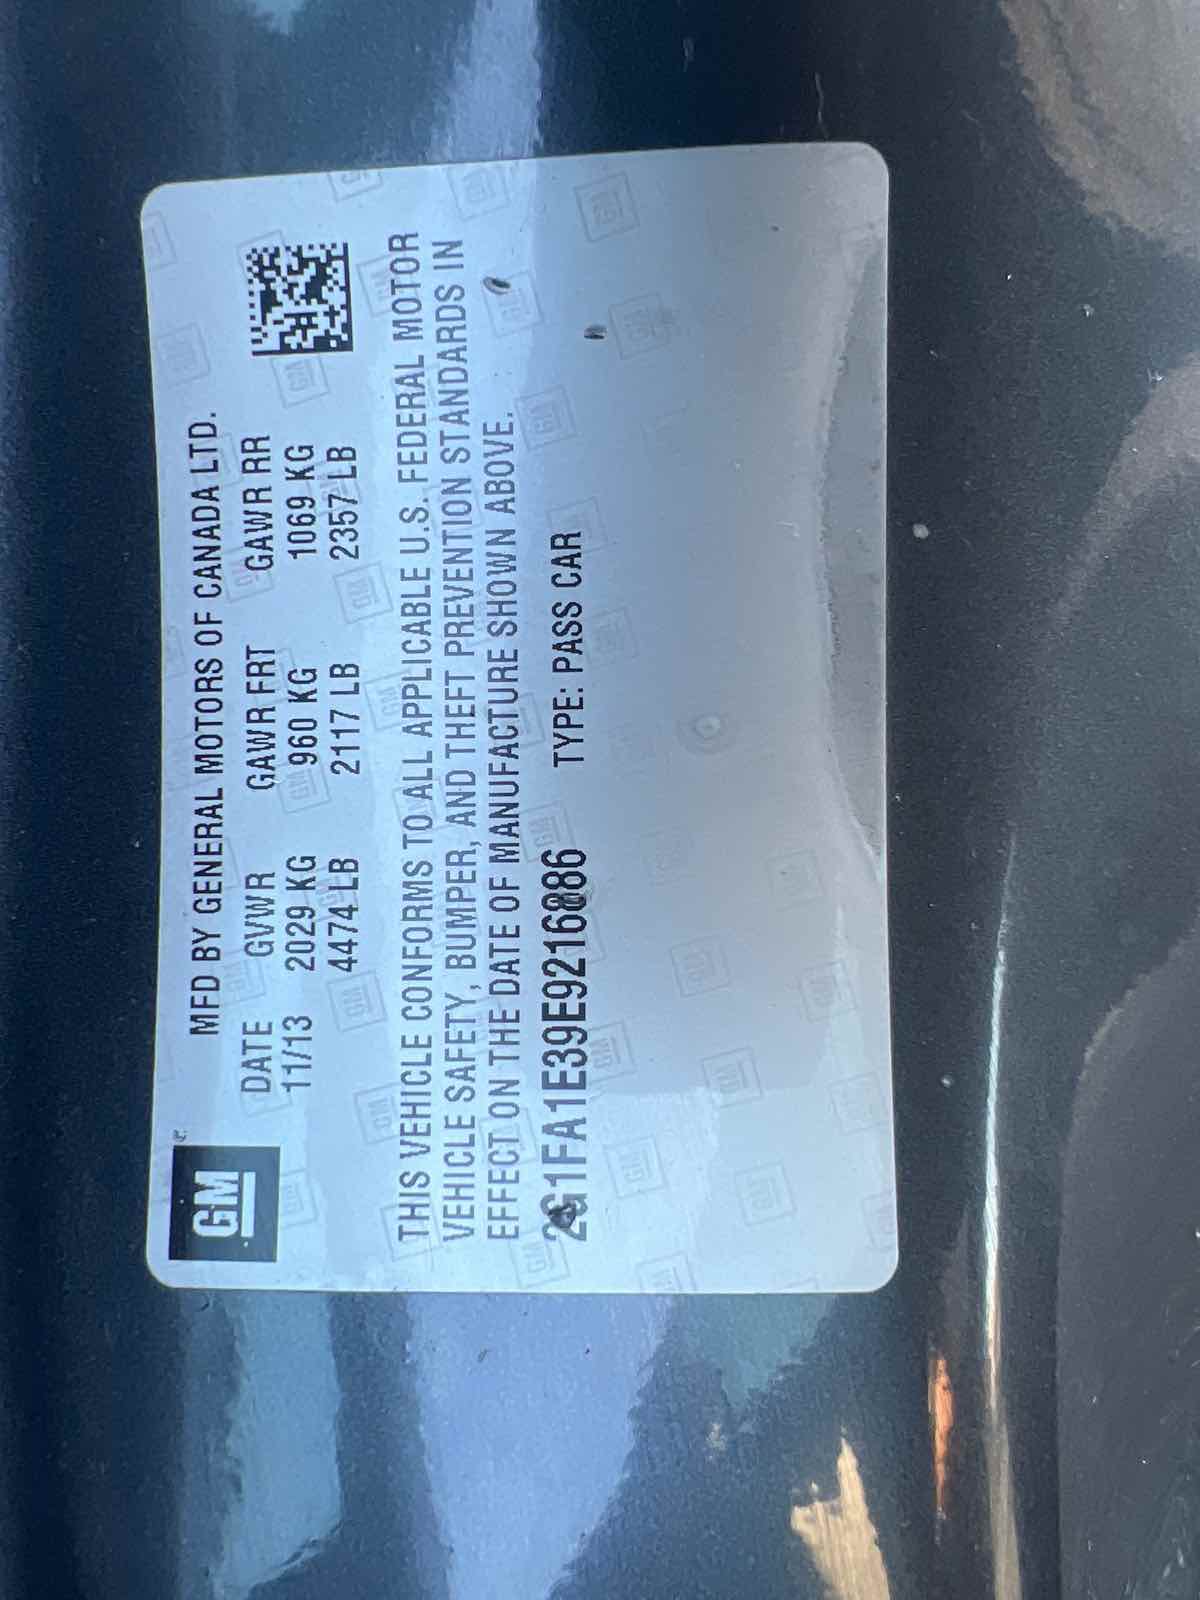 GM
MFD BY GENERAL MOTORS OF CANADA LTD.
DATE GVWR GAWR FRT GAWR RR
11/13 2029 KG 960 KG 1069 KG
4474 LB 2117 LB 2357 LB
THIS VEHICLE CONFORMS TO ALL APPLICABLE U.S. FEDERAL MOTOR
VEHICLE SAFETY, BUMPER, AND THEFT PREVENTION STANDARDS IN
EFFECT ON THE DATE OF MANUFACTURE SHOWN ABOVE.
2G1FA1E39E9216886 TYPE: PASS CAR